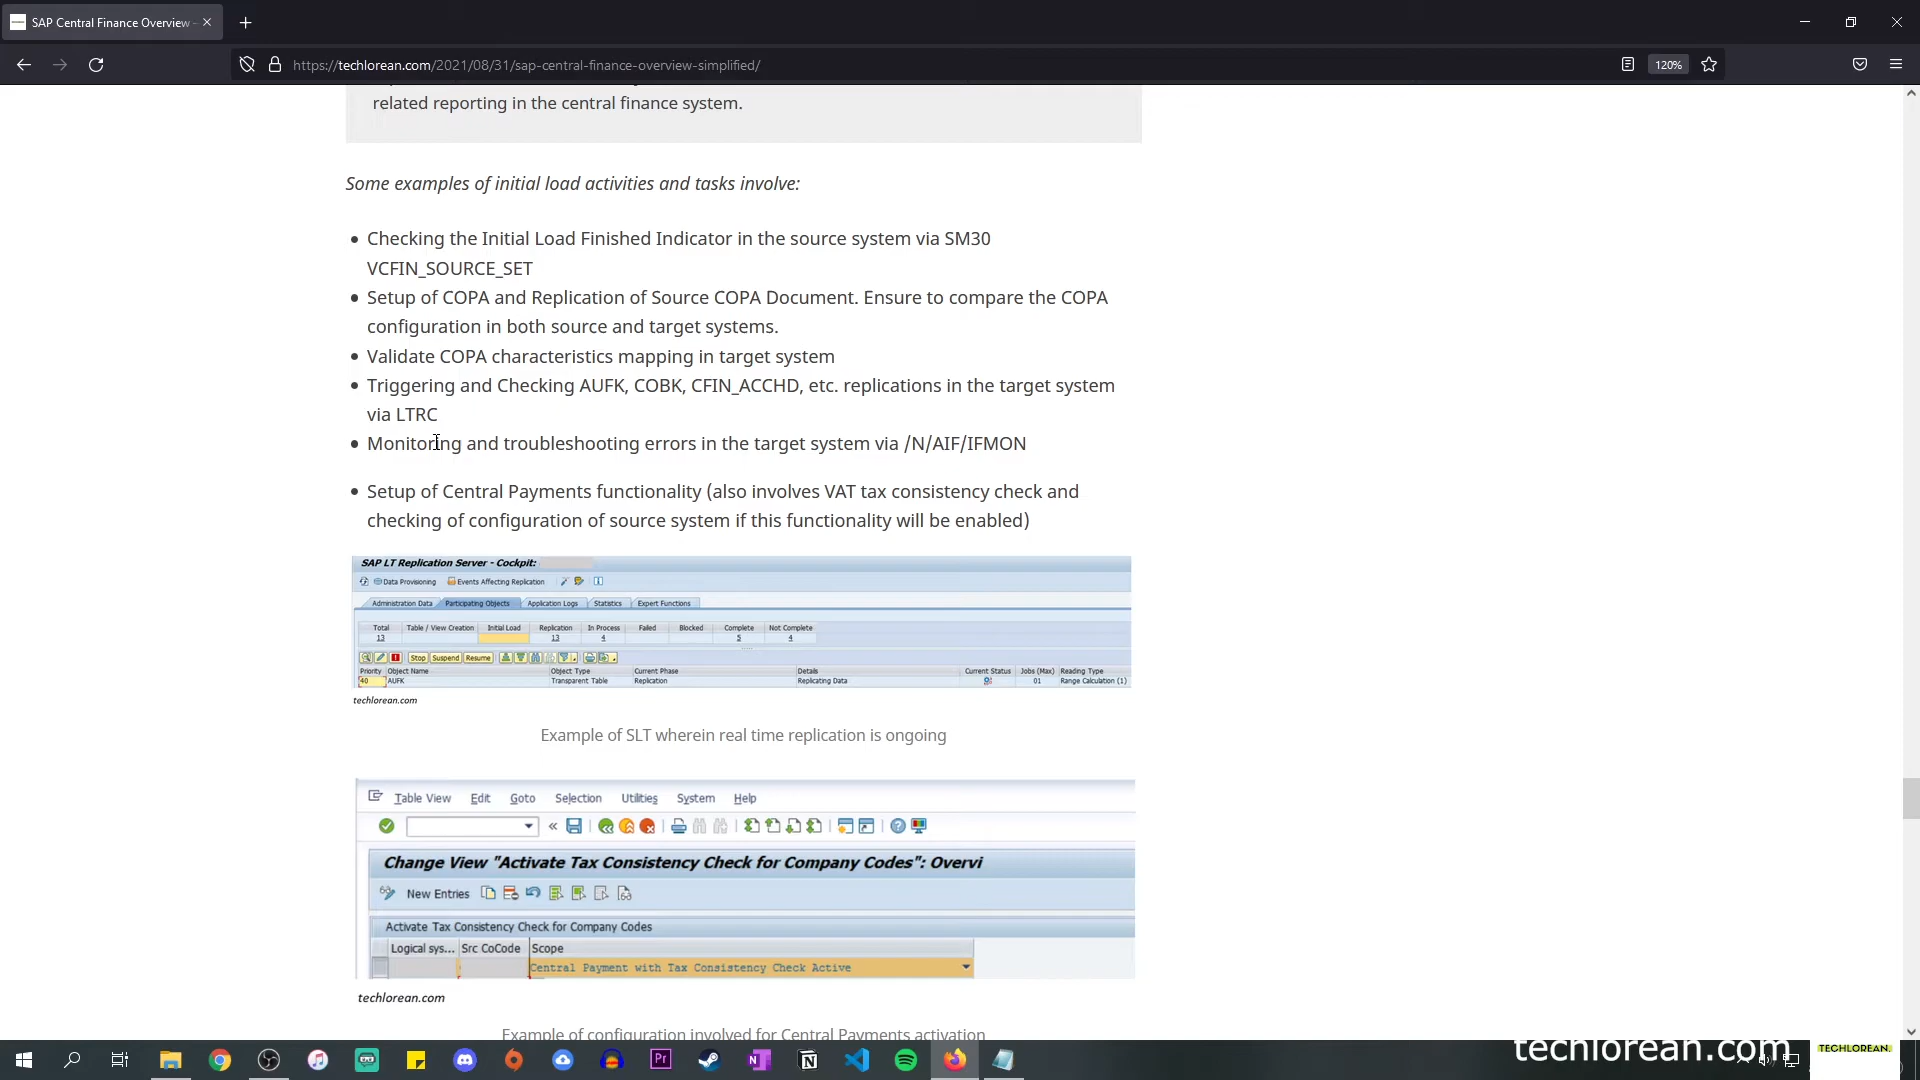 SAP Central Finance Overview
https://techlorean.com/2021/08/31/sap-central-finance-overview-simplified/
120%
related reporting in the central finance system.
Some examples of initial load activities and tasks involve:
Checking the Initial Load Finished Indicator in the source system via SM30
VCFIN_SOURCE_SET
Setup of COPA and Replication of Source COPA Document. Ensure to compare the COPA
configuration in both source and target systems.
Validate COPA characteristics mapping in target system
Triggering and Checking AUFK, COBK, CFIN_ACCHD, etc. replications in the target system
via LTRC
Monitoring and troubleshooting errors in the target system via /N/AIF/IFMON
Setup of Central Payments functionality (also involves VAT tax consistency check and
checking of configuration of source system if this functionality will be enabled)
SAP LT Replication Server - Cockpit:
Data Provisioning Events Affecting Replication
Administration Data Participating Objects Application Logs Statistics Expert Functions
Total Table / View Creation Initial Load Replication In Process Failed Blocked Complete Not Complete
13 13 4 5 4
Stop Suspend Resume
Priority Object Name Object Type Current Phase Details Current Status Jobs (Max) Reading Type
40 AUFK Transparent Table Replication Replicating Data 01 Range Calculation (1)
techlorean.com
Example of SLT wherein real time replication is ongoing
Table View Edit Goto Selection Utilities System Help
Change View "Activate Tax Consistency Check for Company Codes": Overvi
New Entries
Activate Tax Consistency Check for Company Codes
Logical sys... Src CoCode Scope
Central Payment with Tax Consistency Check Active
techlorean.com
Example of configuration involved for Central Payments activation
techlorean.com
TECHLOREAN.